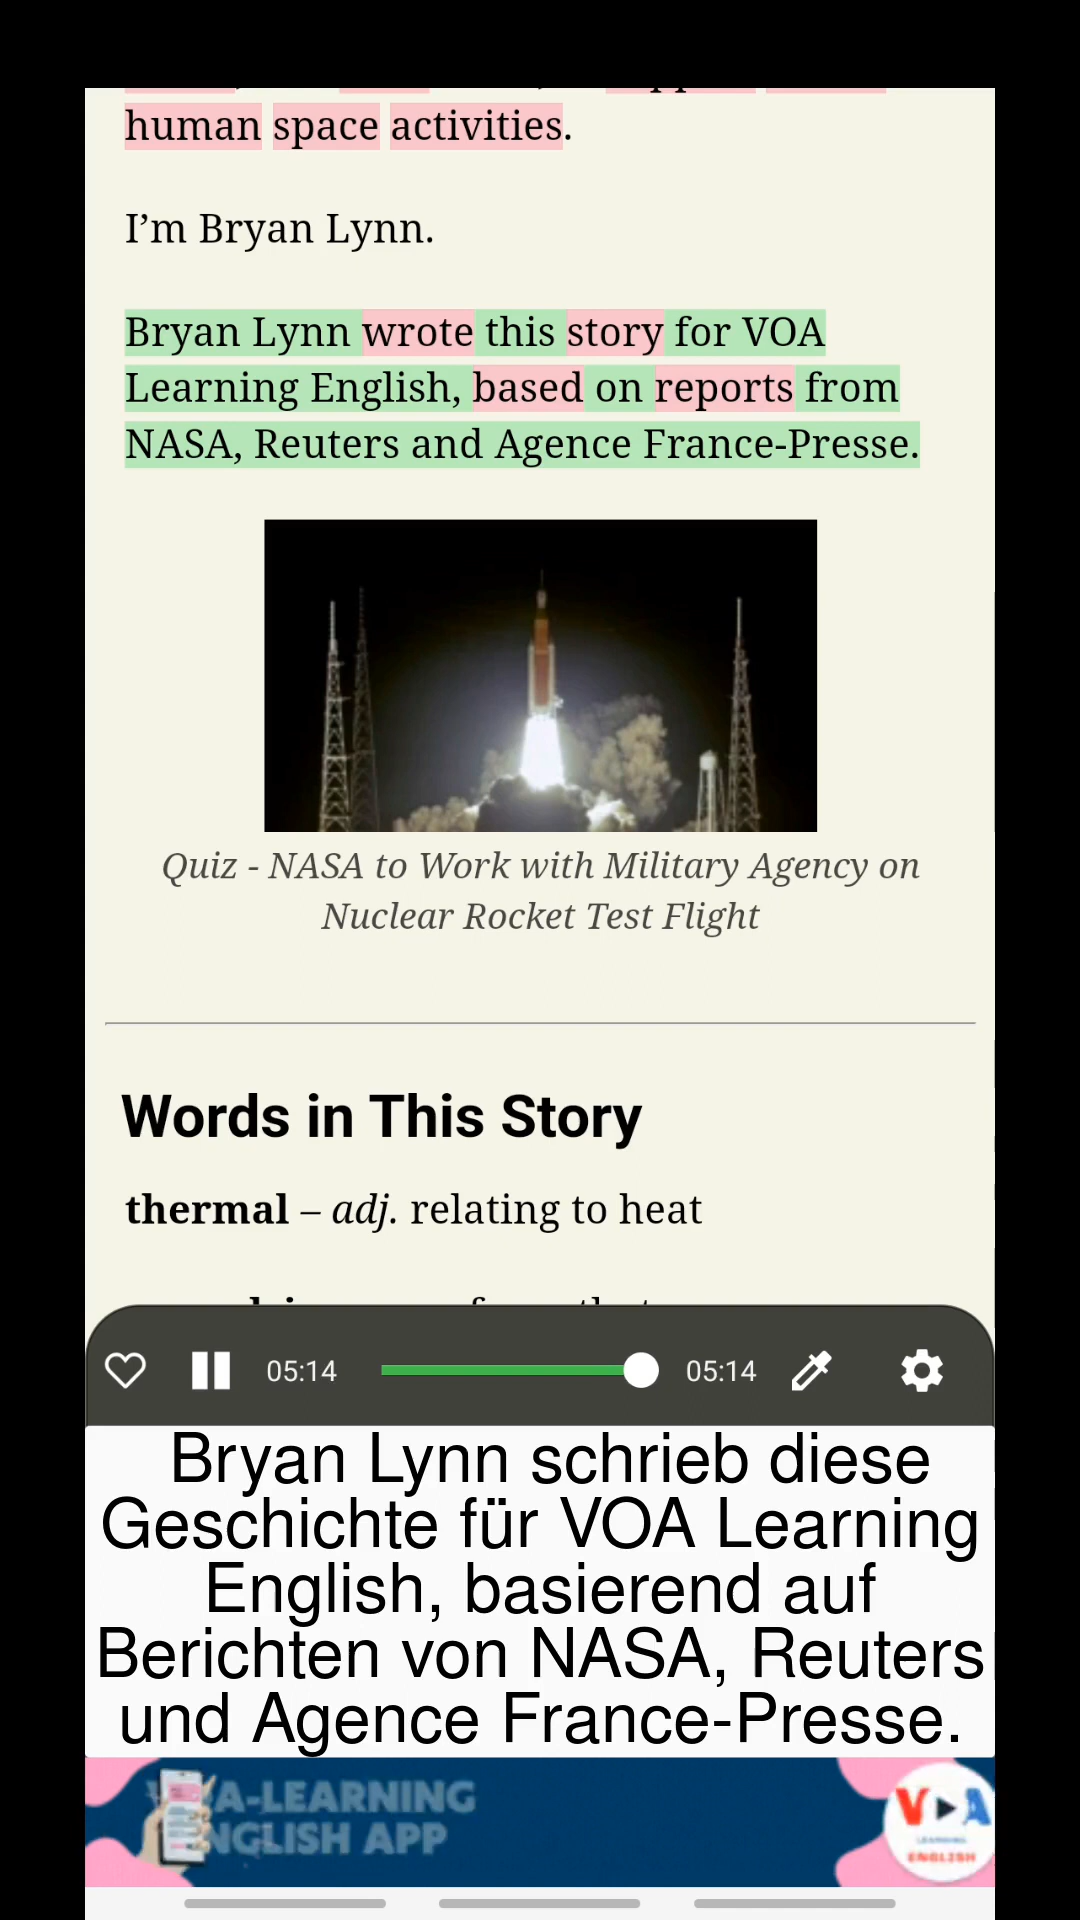 human space activities.
I’m Bryan Lynn.
Bryan Lynn wrote this story for VOA
Learning English, based on reports from
NASA, Reuters and Agence France-Presse.
Quiz - NASA to Work with Military Agency on
Nuclear Rocket Test Flight
Words in This Story
thermal – adj. relating to heat
05:14
05:14
Bryan Lynn schrieb diese
Geschichte für VOA Learning
English, basierend auf
Berichten von NASA, Reuters
und Agence France-Presse.
A-LEARNING
NGLISH APP
VOA
LEARNING
ENGLISH